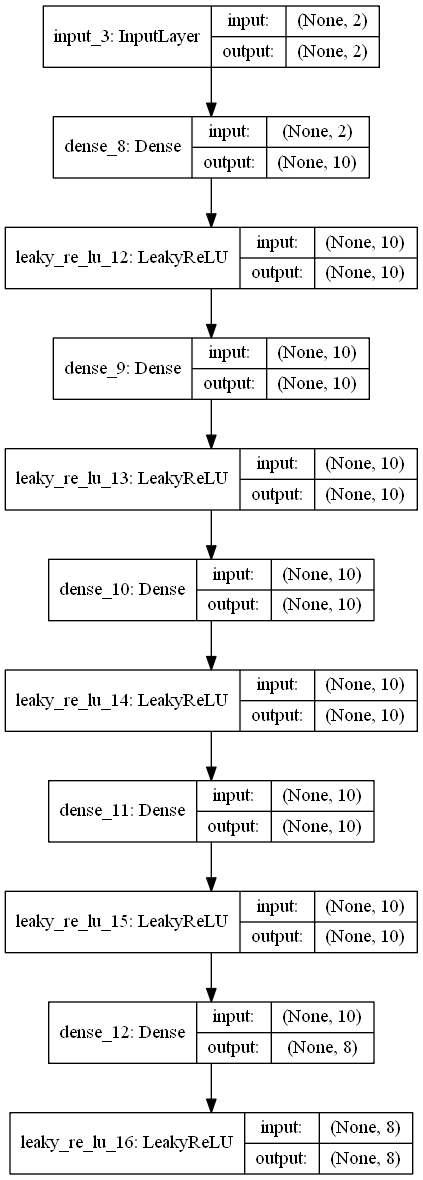 input_3: InputLayer
input: (None, 2)
output: (None, 2)
dense_8: Dense
input: (None, 2)
output: (None, 10)
leaky_re_lu_12: LeakyReLU
input: (None, 10)
output: (None, 10)
dense_9: Dense
input: (None, 10)
output: (None, 10)
leaky_re_lu_13: LeakyReLU
input: (None, 10)
output: (None, 10)
dense_10: Dense
input: (None, 10)
output: (None, 10)
leaky_re_lu_14: LeakyReLU
input: (None, 10)
output: (None, 10)
dense_11: Dense
input: (None, 10)
output: (None, 10)
leaky_re_lu_15: LeakyReLU
input: (None, 10)
output: (None, 10)
dense_12: Dense
input: (None, 10)
output: (None, 8)
leaky_re_lu_16: LeakyReLU
input: (None, 8)
output: (None, 8)